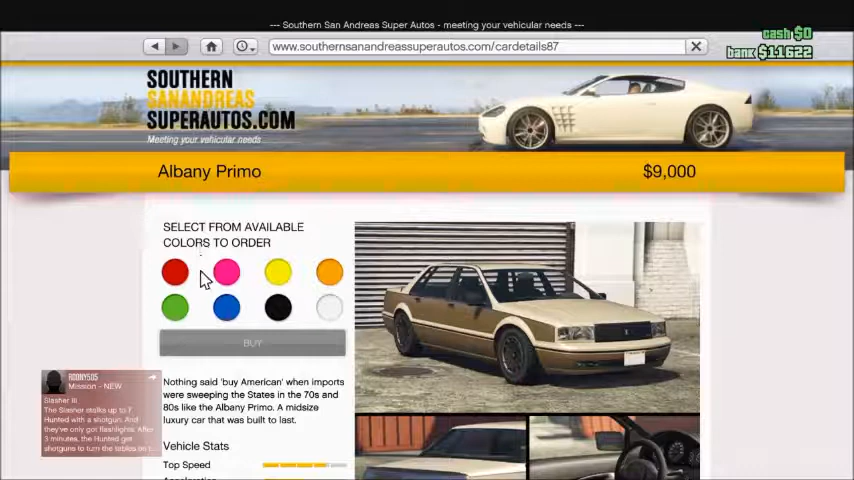 --- Southern San Andreas Super Autos - meeting your vehicular needs ---
www.southernsanandreassuperautos.com/cardetails87
cash $0
bank $11622
SOUTHERN
SANANDREAS
SUPERAUTOS.COM
Meeting your vehicular needs
Albany Primo $9,000
SELECT FROM AVAILABLE
COLORS TO ORDER
BUY
Nothing said 'buy American' when imports
were sweeping the States in the 70s and
80s like the Albany Primo. A midsize
luxury car that was built to last.
Vehicle Stats
Top Speed
Mission - NEW
Slasher III
The Slasher stalks up to 7
Hunted with a shotgun. And
they've only got flashlights. After
3 minutes, the Hunted get
shotguns to turn the tables on t